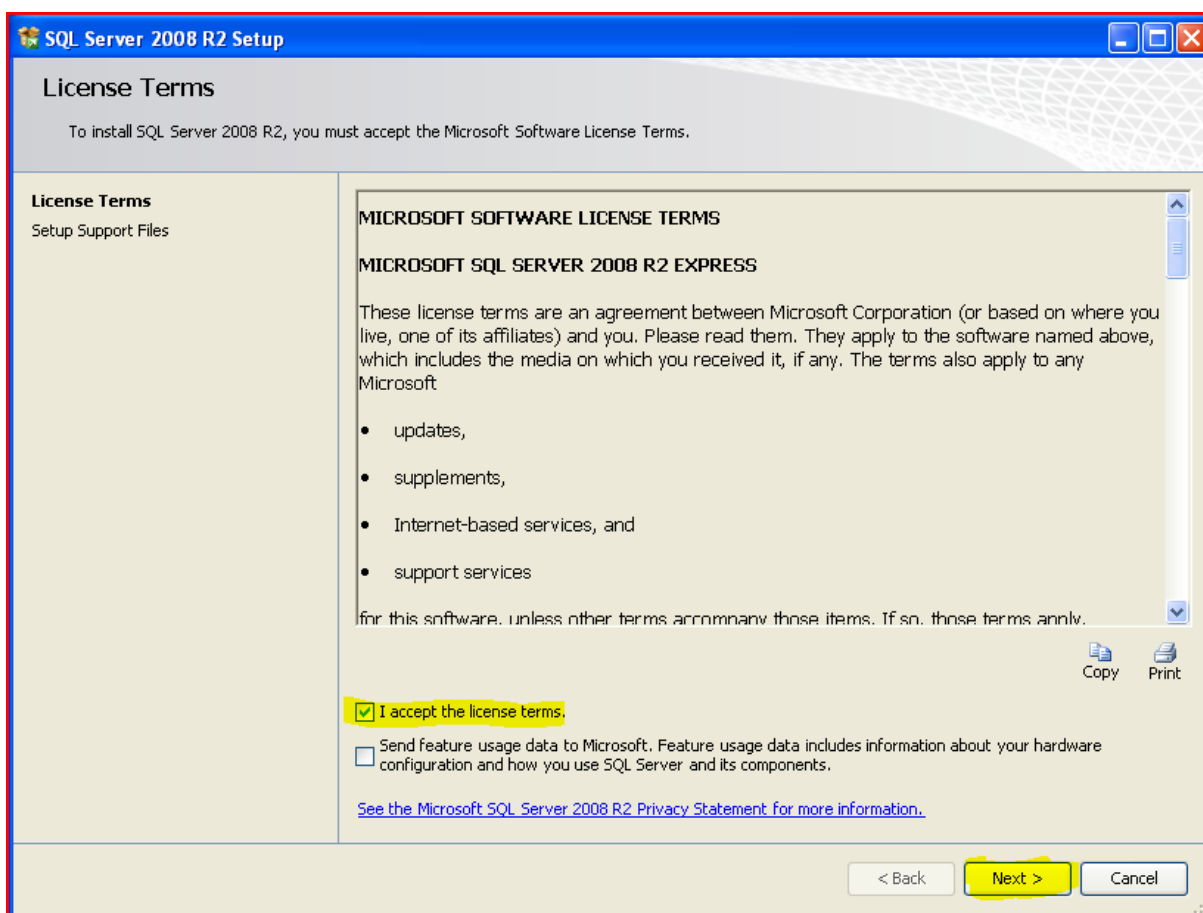 SQL Server 2008 R2 Setup
License Terms
To install SQL Server 2008 R2, you must accept the Microsoft Software License Terms.
License Terms
Setup Support Files
MICROSOFT SOFTWARE LICENSE TERMS
MICROSOFT SQL SERVER 2008 R2 EXPRESS
These license terms are an agreement between Microsoft Corporation (or based on where you
live, one of its affiliates) and you. Please read them. They apply to the software named above,
which includes the media on which you received it, if any. The terms also apply to any
Microsoft
• updates,
• supplements,
• Internet-based services, and
• support services
for this software, unless other terms accompany those items. If so, those terms apply.
Copy
Print
I accept the license terms.
Send feature usage data to Microsoft. Feature usage data includes information about your hardware
configuration and how you use SQL Server and its components.
See the Microsoft SQL Server 2008 R2 Privacy Statement for more information.
< Back
Next >
Cancel